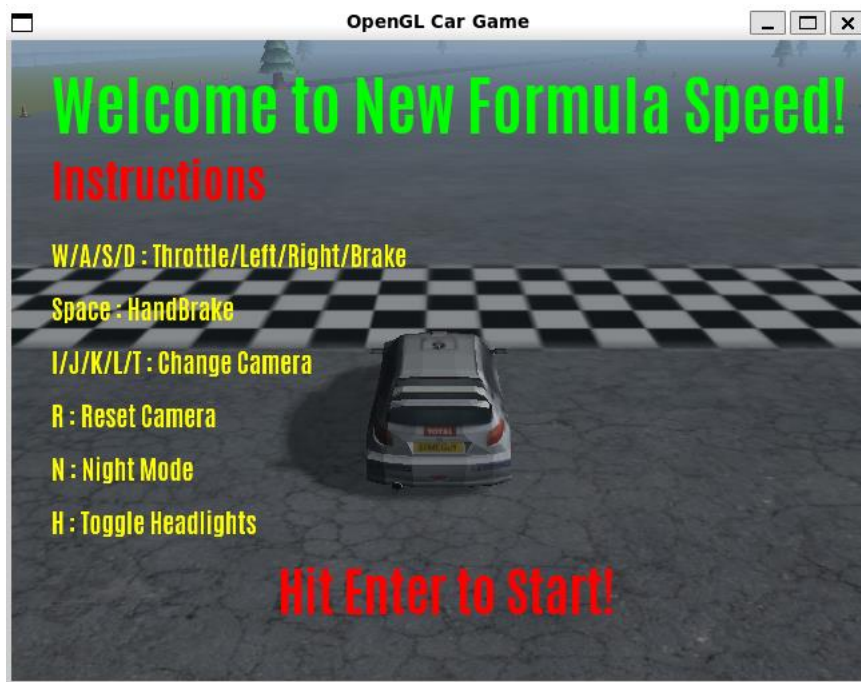 OpenGL Car Game
Welcome to New Formula Speed!
Instructions
W/A/S/D : Throttle/Left/Right/Brake
Space : HandBrake
I/J/K/L/T : Change Camera
R : Reset Camera
N : Night Mode
H : Toggle Headlights
TOTAL
Hit Enter to Start!